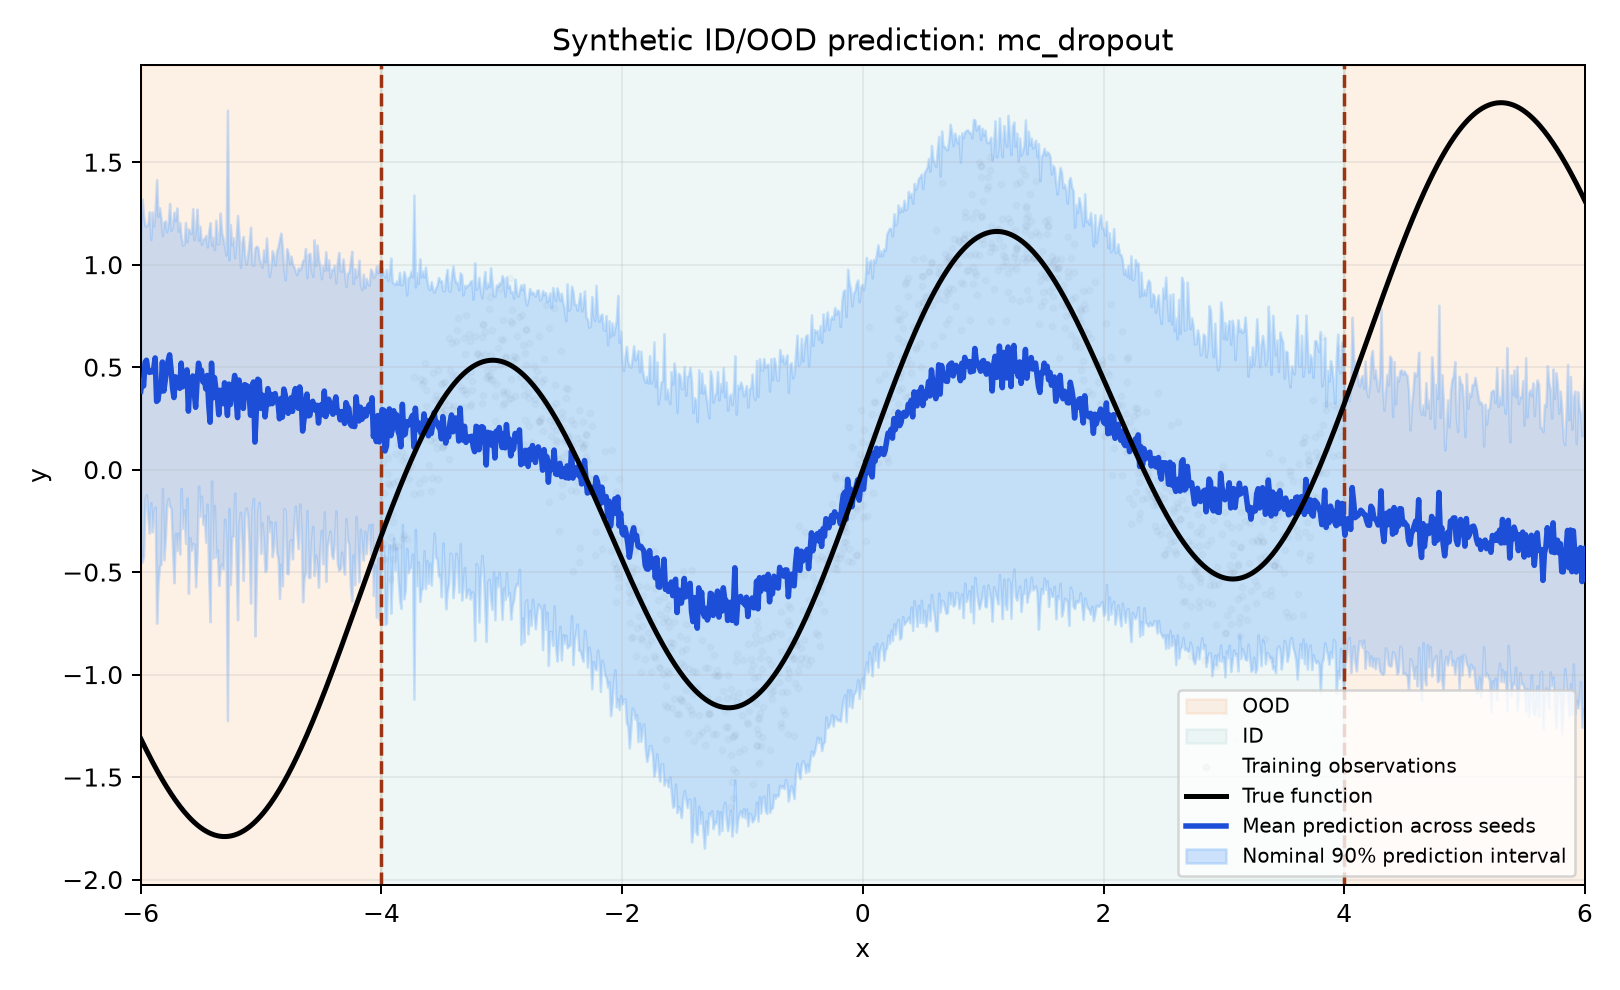 Synthetic ID/OOD prediction: mc_dropout
y
1.5
1.0
0.5
0.0
−0.5
−1.0
−1.5
−2.0
OOD
ID
Training observations
True function
Mean prediction across seeds
Nominal 90% prediction interval
−6 −4 −2 0 2 4 6
x